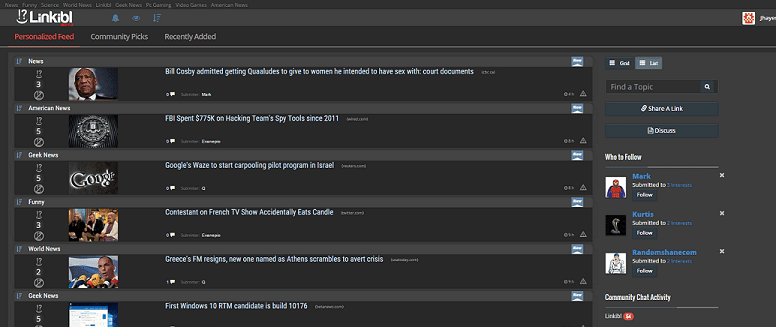 News Funny Science World News Linkibl Geek News Pc Gaming Video Games American News
Linkibl
Personalized Feed Community Picks Recently Added
News New
Bill Cosby admitted getting Quaaludes to give to women he intended to have sex with: court documents (cbc.ca)
3
0 Submitter: Mark 4 h
American News New
FBI Spent $775K on Hacking Team's Spy Tools since 2011 (wired.com)
5
0 Submitter:
Geek News New
Google's Waze to start carpooling pilot program in Israel (reuters.com)
5
0 Submitter: Q
Funny New
Contestant on French TV Show Accidentally Eats Candle (twitter.com)
3
0 Submitter:
World News New
Greece's FM resigns, new one named as Athens scrambles to avert crisis
2
1 Submitter: Q
Geek News New
First Windows 10 RTM candidate is build 10176
5
Grid List
Find a Topic
Share A Link
Discuss
Who to Follow
Mark
Submitted to 5 Interests
Follow
Kurtis
Submitted to 2 Interests
Follow
Randomshanecom
Submitted to 2 Interests
Follow
Community Chat Activity
Linkibl 54